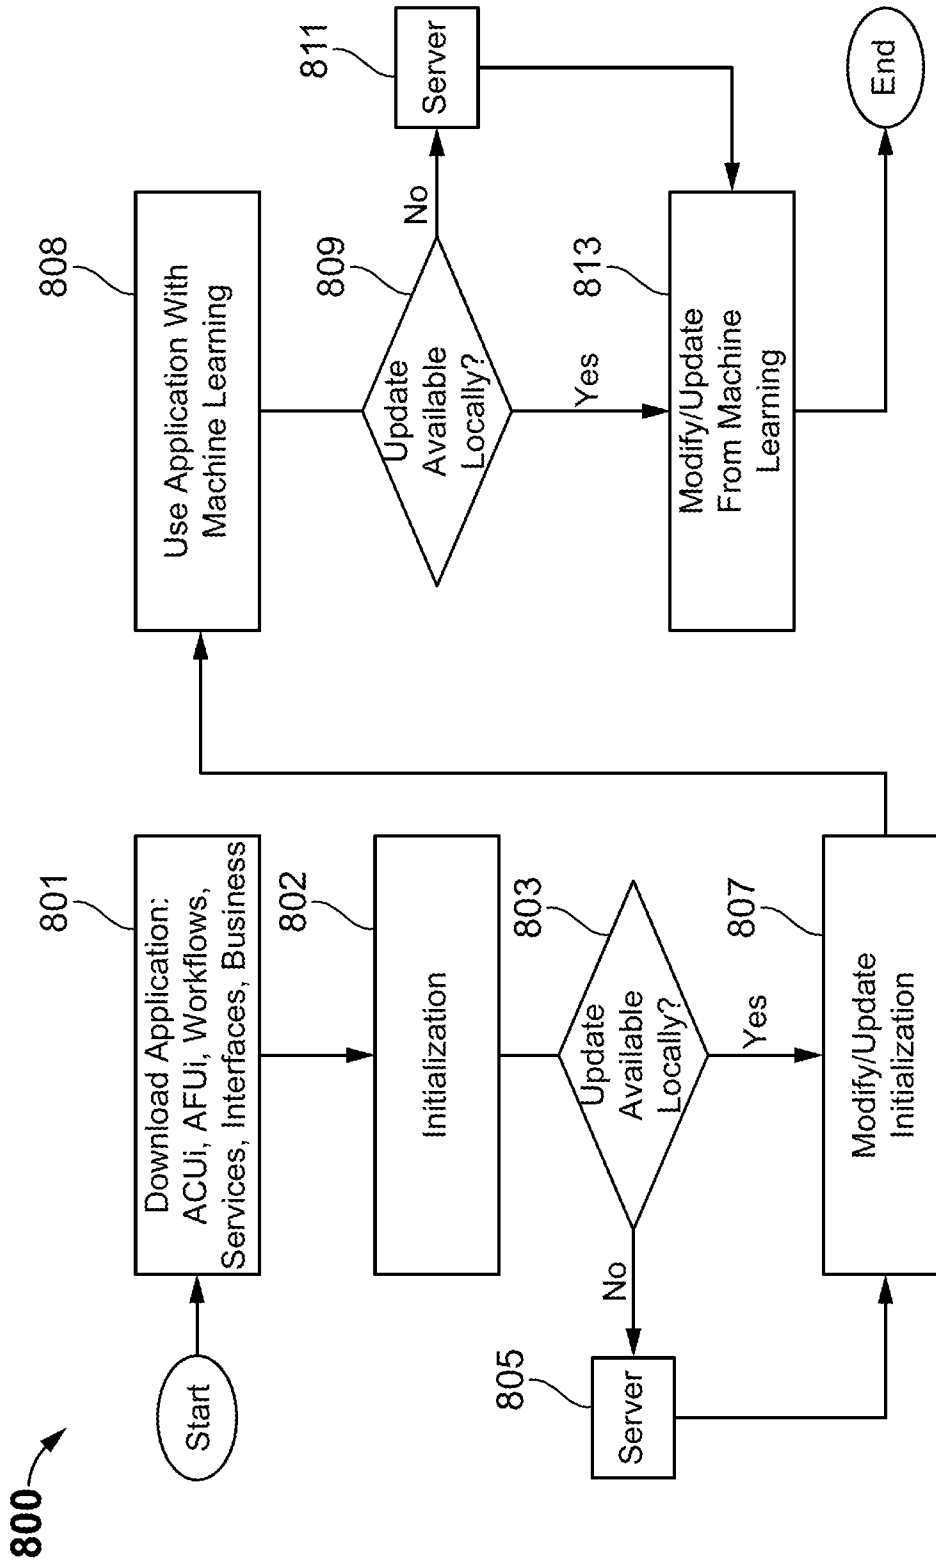 800
Start
801
Download Application:
ACUi, AFUi, Workflows,
Services, Interfaces, Business
802
Initialization
803
Update
Available
Locally?
No
Yes
805
Server
807
Modify/Update
Initialization
808
Use Application With
Machine Learning
809
Update
Available
Locally?
No
Yes
811
Server
813
Modify/Update
From Machine
Learning
End